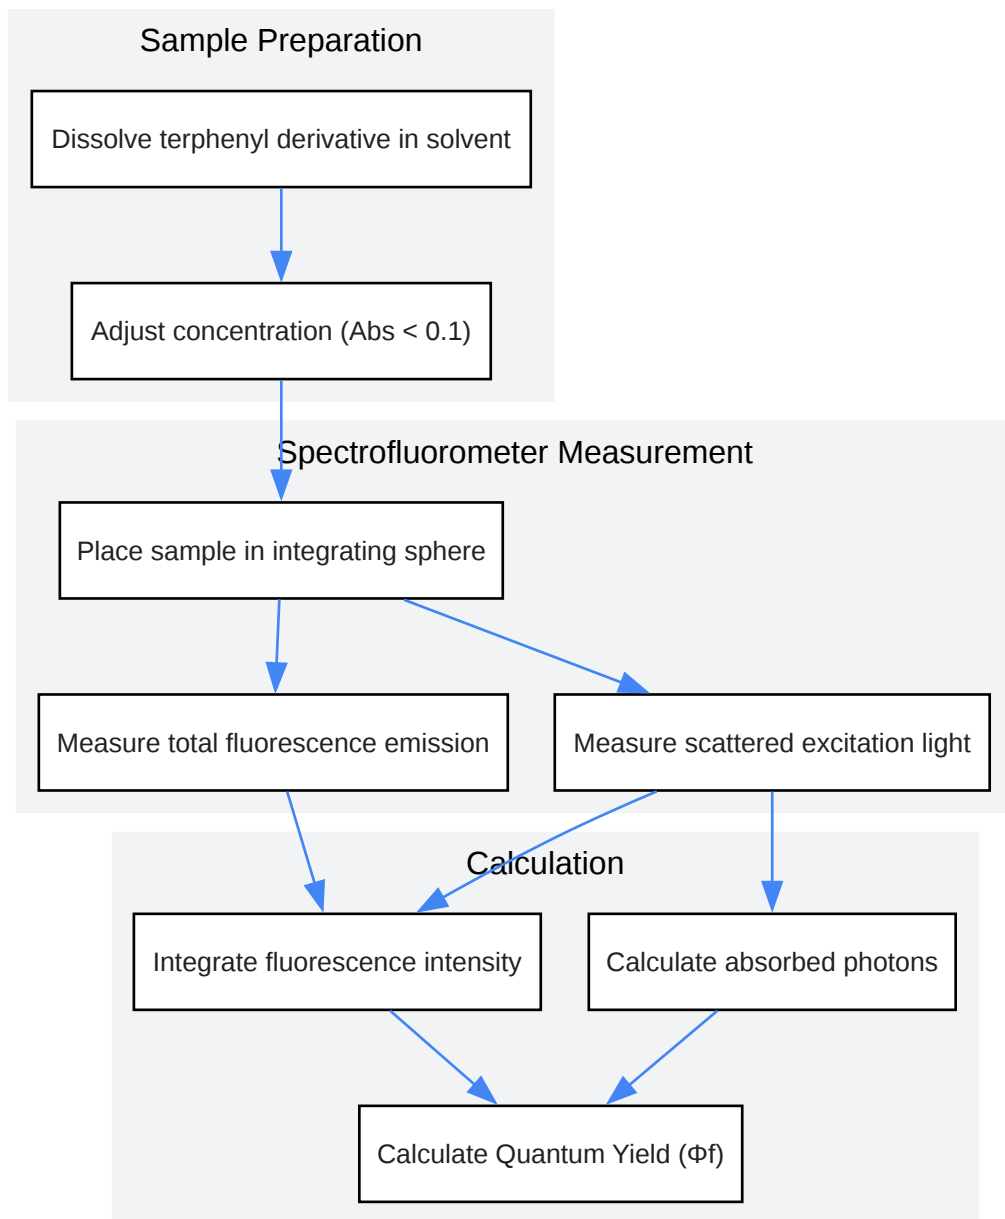 Sample Preparation
Dissolve terphenyl derivative in solvent
Adjust concentration (Abs < 0.1)
Spectrofluorometer Measurement
Place sample in integrating sphere
Measure total fluorescence emission
Measure scattered excitation light
Calculation
Integrate fluorescence intensity
Calculate absorbed photons
Calculate Quantum Yield (Φf)